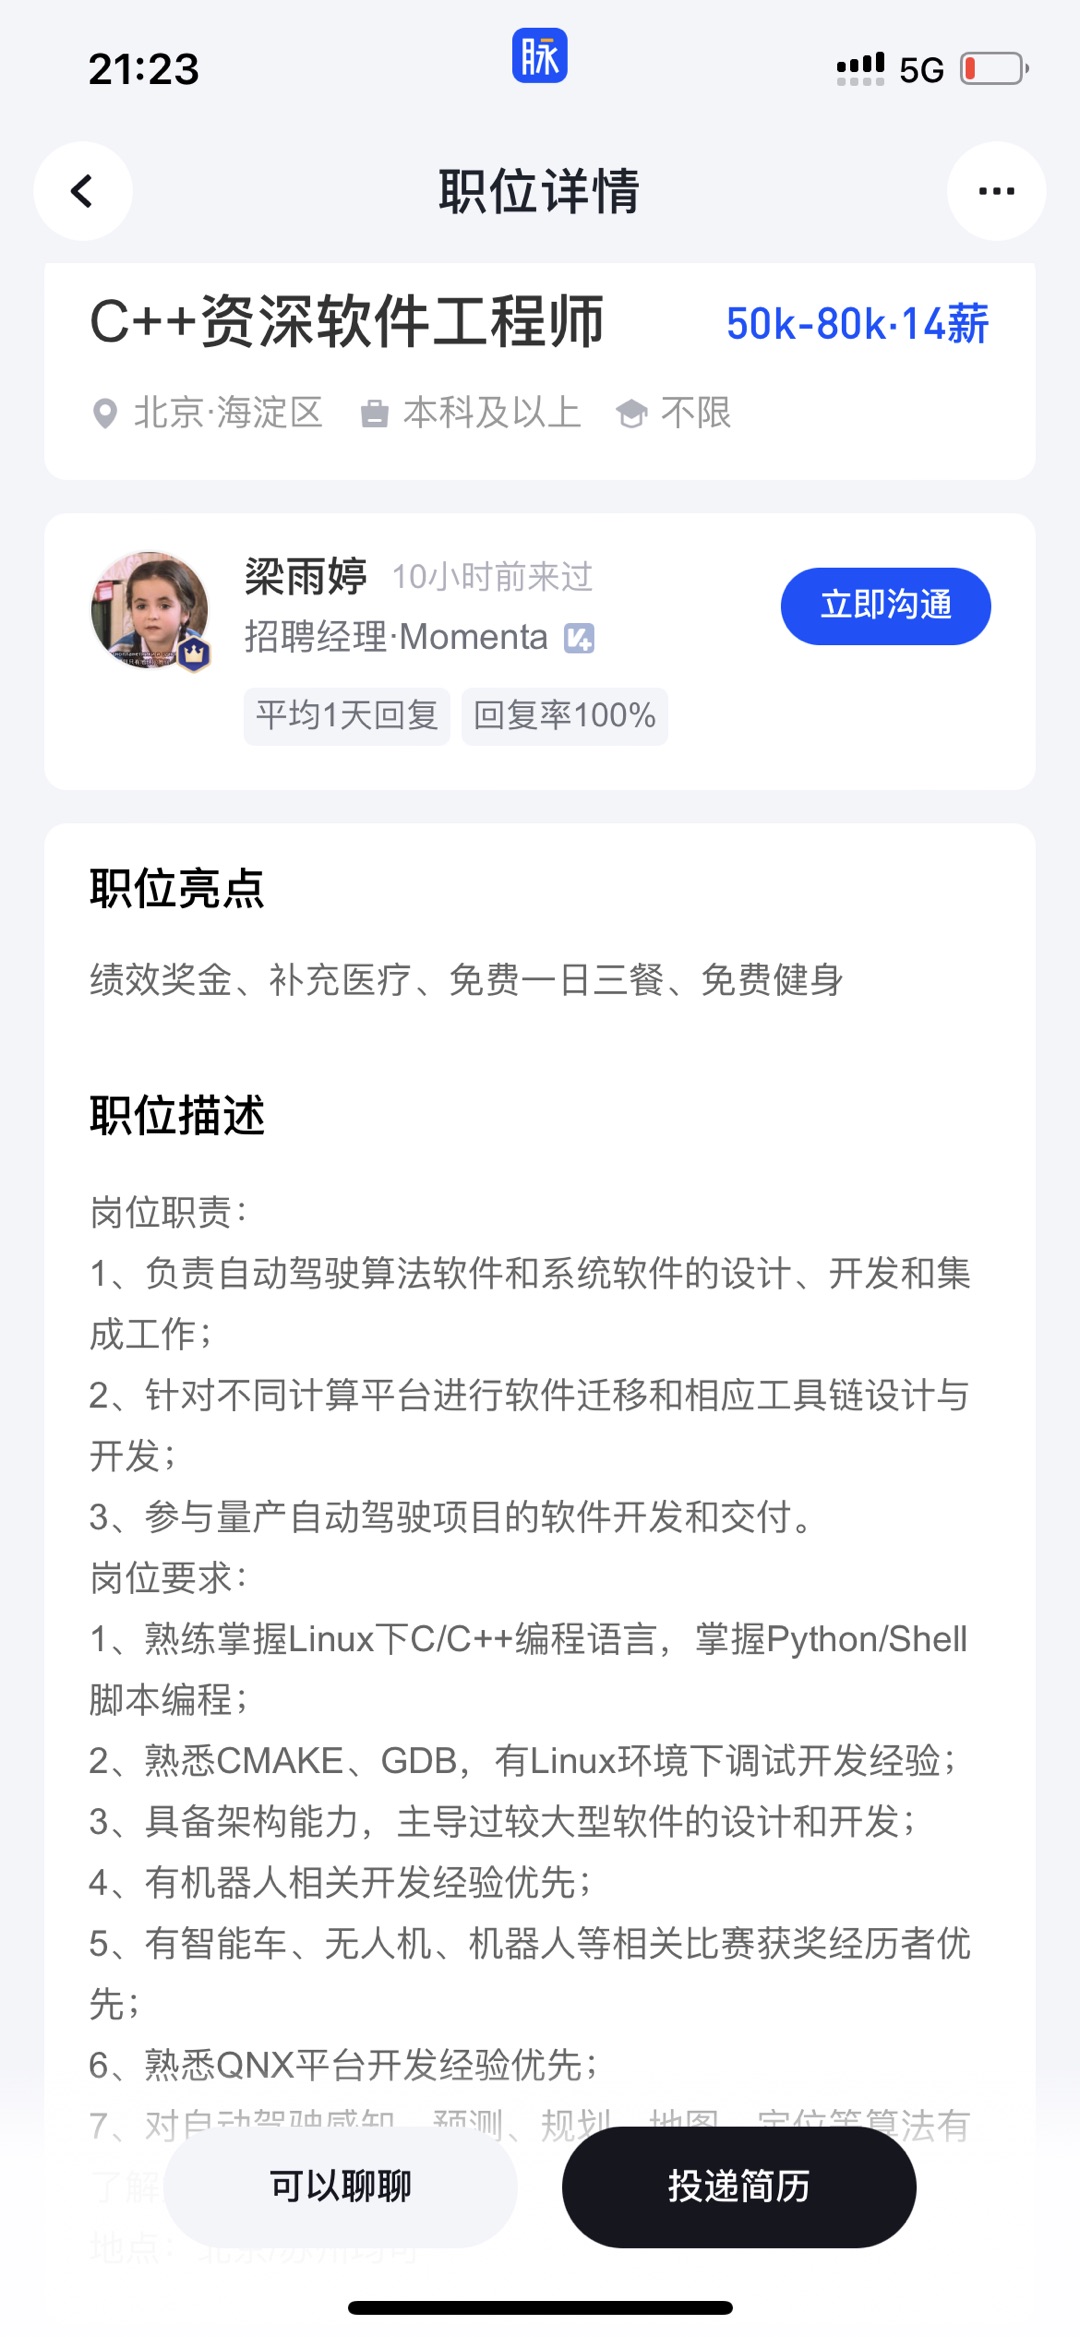 21:23
脉
5G
职位详情
C++资深软件工程师
50k-80k·14薪
北京·海淀区
本科及以上
不限
梁雨婷 10小时前来过
招聘经理·Momenta V4
立即沟通
平均1天回复 回复率100%
职位亮点
绩效奖金、补充医疗、免费一日三餐、免费健身
职位描述
岗位职责：
1、负责自动驾驶算法软件和系统软件的设计、开发和集
成工作；
2、针对不同计算平台进行软件迁移和相应工具链设计与
开发；
3、参与量产自动驾驶项目的软件开发和交付。
岗位要求：
1、熟练掌握Linux下C/C++编程语言，掌握Python/Shell
脚本编程；
2、熟悉CMAKE、GDB，有Linux环境下调试开发经验；
3、具备架构能力，主导过较大型软件的设计和开发；
4、有机器人相关开发经验优先；
5、有智能车、无人机、机器人等相关比赛获奖经历者优
先；
6、熟悉QNX平台开发经验优先；
7、对自动驾驶感知、预测、规划、地图、定位等算法有
了解
地点：北京/苏州均可
可以聊聊
投递简历